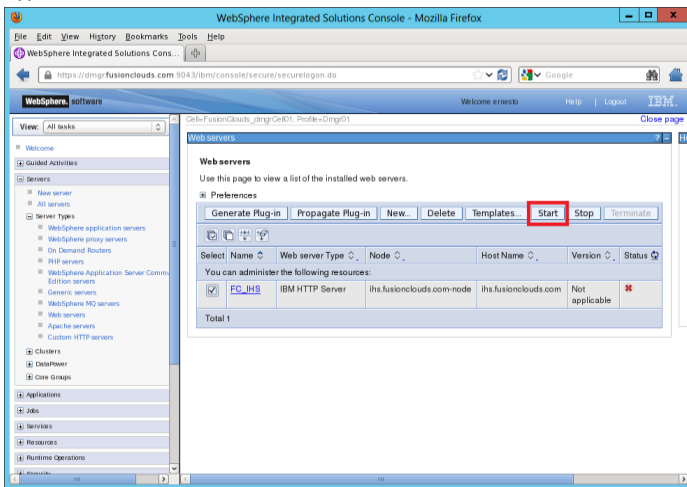 WebSphere Integrated Solutions Console - Mozilla Firefox
File Edit View History Bookmarks Tools Help
WebSphere Integrated Solutions Cons...
https://dmgr.fusionclouds.com:9043/ibm/console/secure/securelogon.do
Google
WebSphere. software
Welcome ernesto
Help | Logout
IBM.
View: All tasks
Cell=FusionClouds_dmgrCell01, Profile=Dmgr01
Close page
Welcome
Guided Activities
Servers
New server
All servers
Server Types
WebSphere application servers
WebSphere proxy servers
On Demand Routers
PHP servers
WebSphere Application Server Commu
Edition servers
Generic servers
WebSphere MQ servers
Web servers
Apache servers
Custom HTTP servers
Clusters
DataPower
Core Groups
Applications
Jobs
Services
Resources
Runtime Operations
Web servers
?
Web servers
Use this page to view a list of the installed web servers.
Preferences
Generate Plug-in Propagate Plug-in New... Delete Templates... Start Stop Terminate
Select Name Web server Type Node Host Name Version Status
You can administer the following resources:
FC_IHS IBM HTTP Server ihs.fusionclouds.com-node ihs.fusionclouds.com Not
applicable
Total 1